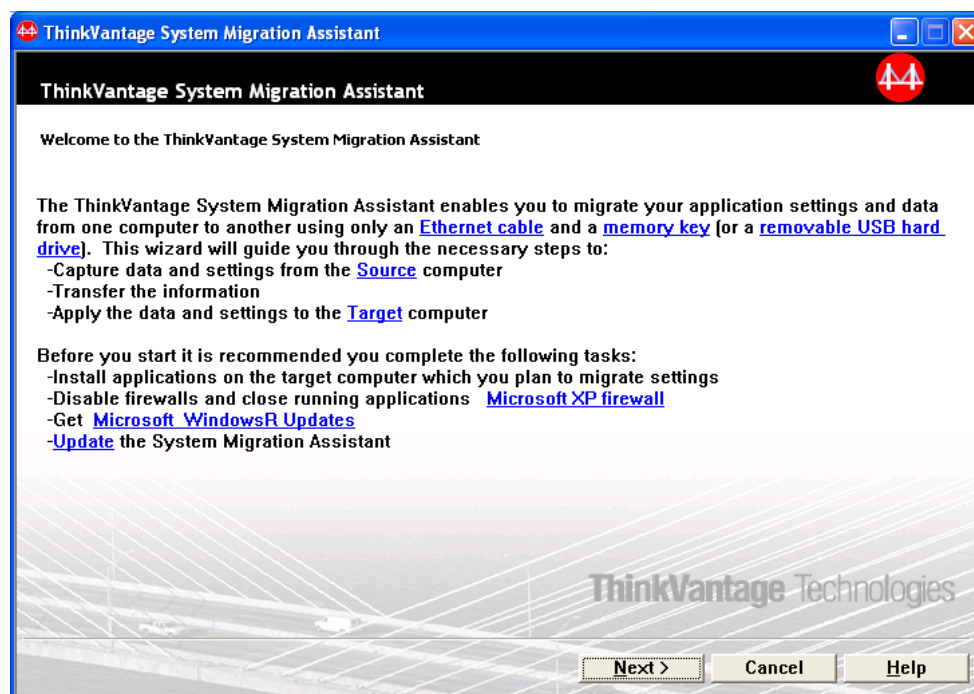 ThinkVantage System Migration Assistant
ThinkVantage System Migration Assistant
Welcome to the ThinkVantage System Migration Assistant
The ThinkVantage System Migration Assistant enables you to migrate your application settings and data
from one computer to another using only an Ethernet cable and a memory key (or a removable USB hard
drive).  This wizard will guide you through the necessary steps to:
-Capture data and settings from the Source computer
-Transfer the information
-Apply the data and settings to the Target computer
Before you start it is recommended you complete the following tasks:
-Install applications on the target computer which you plan to migrate settings
-Disable firewalls and close running applications   Microsoft XP firewall
-Get  Microsoft  WindowsR Updates
-Update the System Migration Assistant
ThinkVantage Technologies
Next > Cancel Help